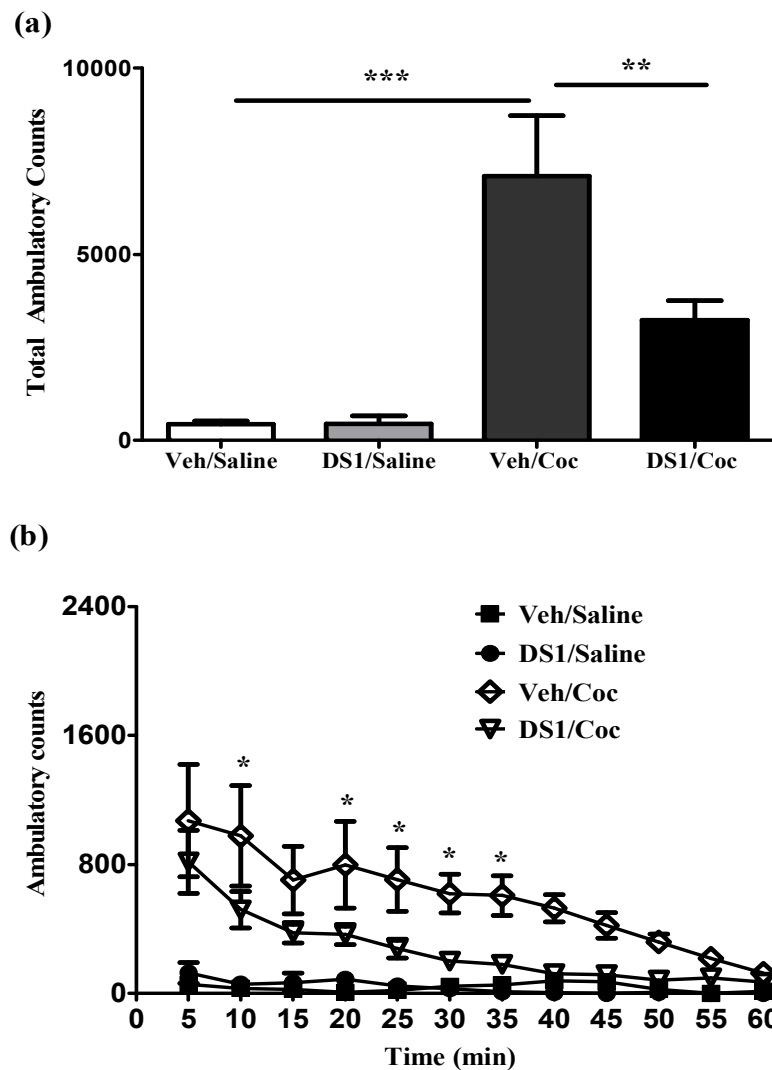 (a)
Total Ambulatory Counts
10000
5000
0
***
**
Veh/Saline DS1/Saline Veh/Coc DS1/Coc
(b)
Ambulatory counts
2400
1600
800
0
Veh/Saline
DS1/Saline
Veh/Coc
DS1/Coc
* * * * *
0 5 10 15 20 25 30 35 40 45 50 55 60
Time (min)